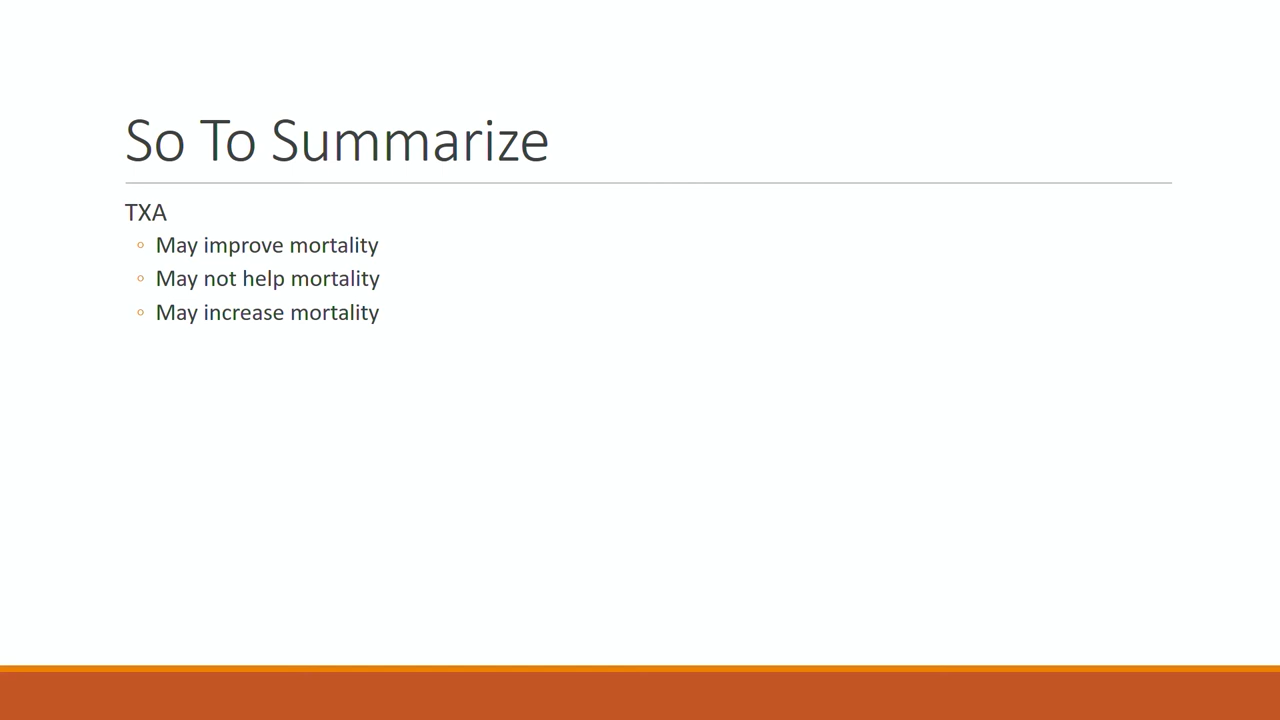 So To Summarize
TXA
◦ May improve mortality
◦ May not help mortality
◦ May increase mortality